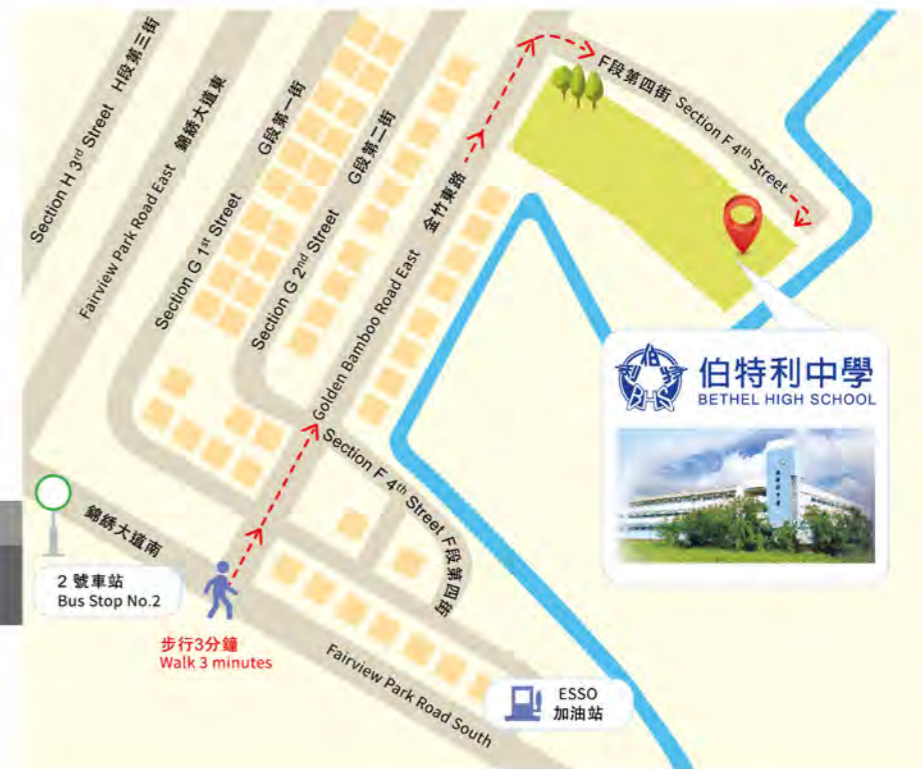 Section H 3rd Street H段第三街
Fairview Park Road East 錦綉大道東
Section G 1st Street G段第一街
Section G 2nd Street G段第二街
Golden Bamboo Road East 金竹東路
F段第四街 Section F 4th Street
伯特利中學
BETHEL HIGH SCHOOL
Section F 4th Street F段第四街
錦綉大道南
2 號車站
Bus Stop No.2
步行3分鐘
Walk 3 minutes
Fairview Park Road South
ESSO
加油站